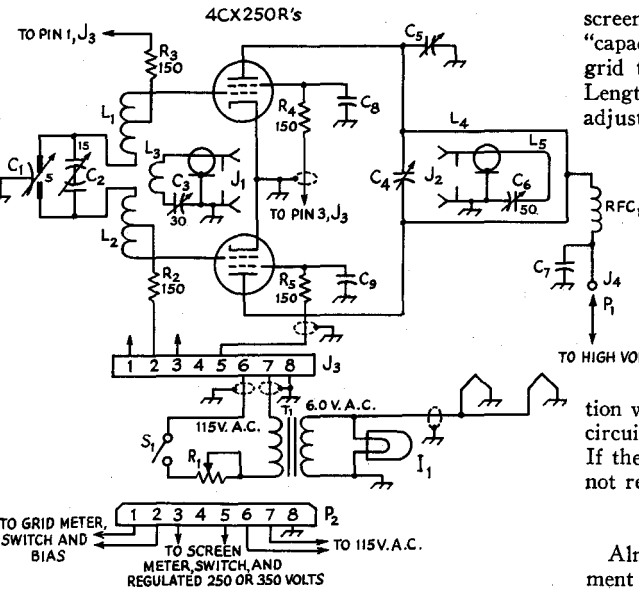 4CX250R's
TO PIN 1, J3
R3
150
C5
L1
C8
R4
150
L4
15
C1
5
C2
L3
J1
C3
30
L5
C4
J2
C6
50
TO PIN 3, J3
RFC1
L2
R2
150
R5
150
C9
C7
J4
P1
TO HIGH VOL
1 2 3 4 5 6 7 8
J3
115V. A.C.
T1
6.0 V. A.C.
S1
R1
I1
1 2 3 4 5 6 7 8
P2
TO GRID METER,
SWITCH AND
BIAS
TO SCREEN
METER, SWITCH, AND
REGULATED 250 OR 350 VOLTS
TO 115V. A.C.
screen
"capac
grid t
Length
adjust
tion w
circui
If the
not re
Alr
ment